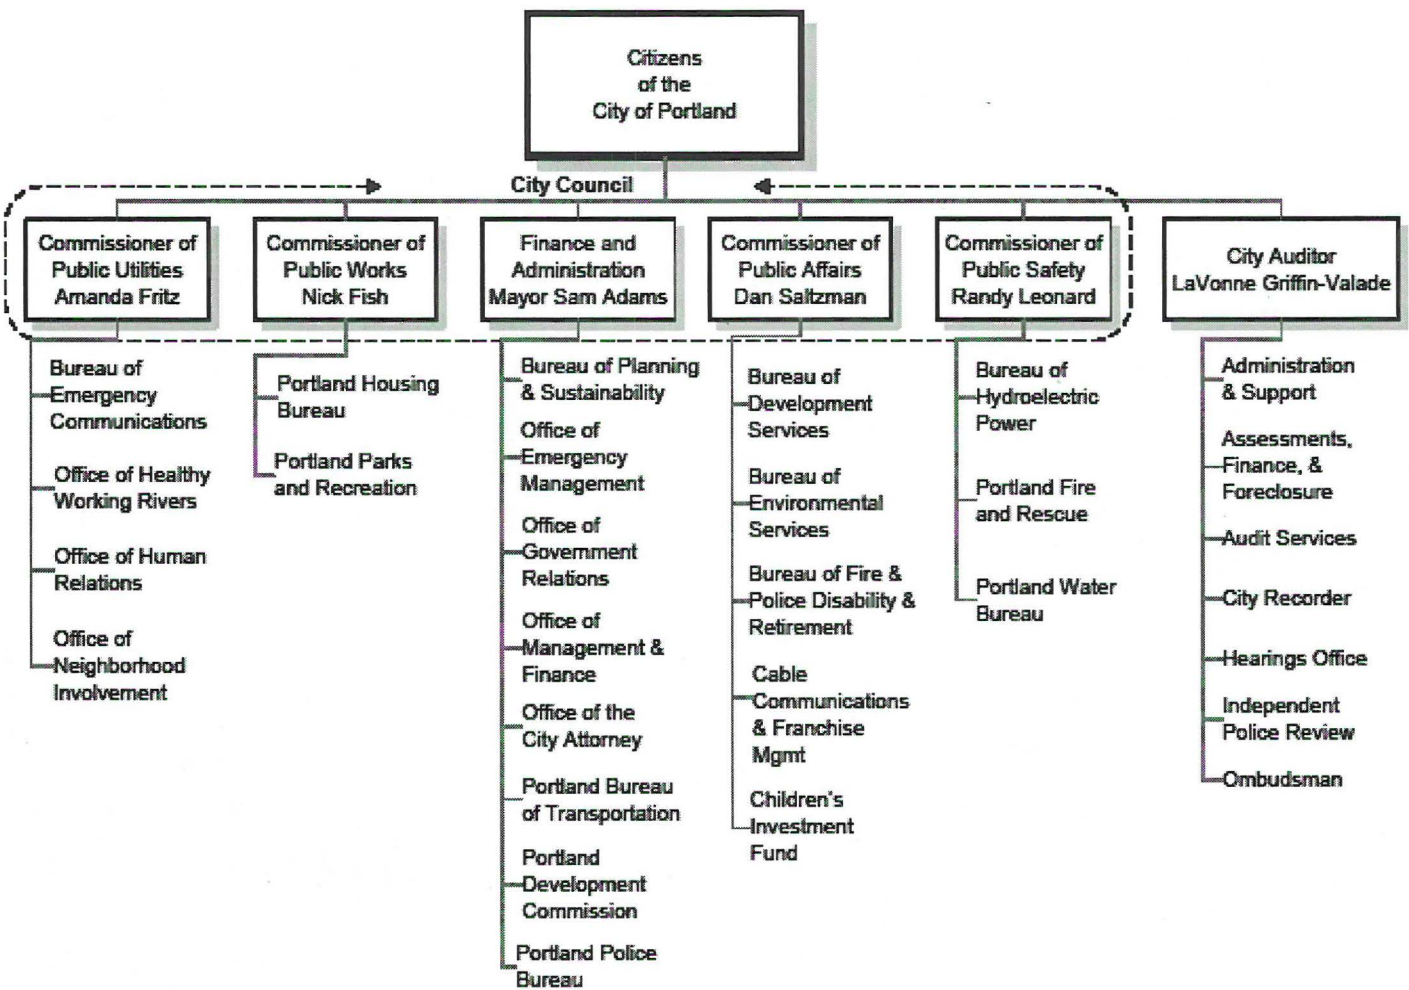 Citizens
of the
City of Portland
City Council
Commissioner of
Public Utilities
Amanda Fritz
Commissioner of
Public Works
Nick Fish
Finance and
Administration
Mayor Sam Adams
Commissioner of
Public Affairs
Dan Saltzman
Commissioner of
Public Safety
Randy Leonard
City Auditor
LaVonne Griffin-Valade
Bureau of
Emergency
Communications
Office of Healthy
Working Rivers
Office of Human
Relations
Office of
Neighborhood
Involvement
Portland Housing
Bureau
Portland Parks
and Recreation
Bureau of Planning
& Sustainability
Office of
Emergency
Management
Office of
Government
Relations
Office of
Management &
Finance
Office of the
City Attorney
Portland Bureau
of Transportation
Portland
Development
Commission
Portland Police
Bureau
Bureau of
Development
Services
Bureau of
Environmental
Services
Bureau of Fire &
Police Disability &
Retirement
Cable
Communications
& Franchise
Mgmt
Children's
Investment
Fund
Bureau of
Hydroelectric
Power
Portland Fire
and Rescue
Portland Water
Bureau
Administration
& Support
Assessments,
Finance, &
Foreclosure
Audit Services
City Recorder
Hearings Office
Independent
Police Review
Ombudsman